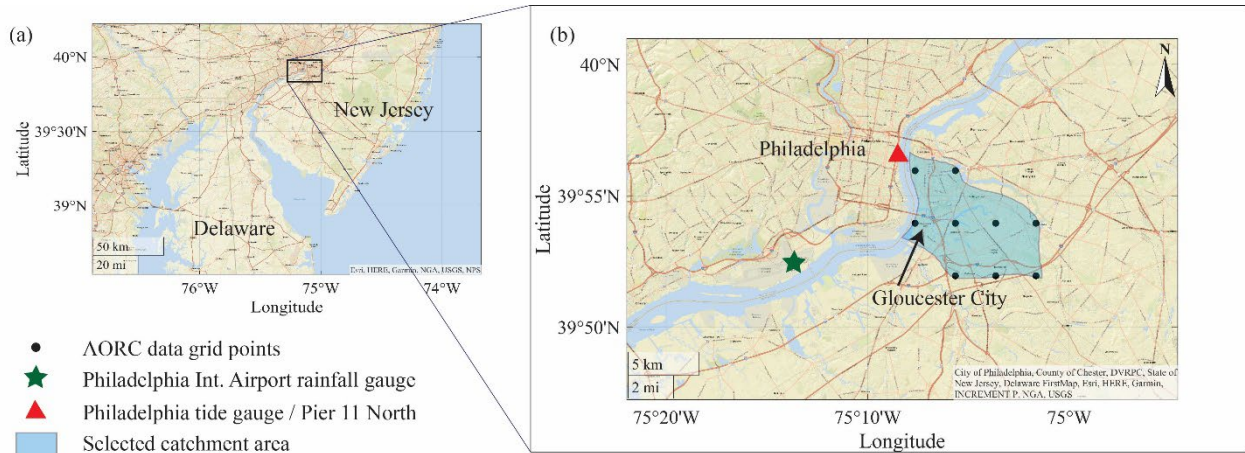 (a)
40°N
39°30'N
39°N
Latitude
New Jersey
Delaware
50 km
20 mi
Esri, HERE, Garmin, NGA, USGS, NPS
76°W
75°W
74°W
Longitude
AORC data grid points
Philadelphia Int. Airport rainfall gauge
Philadelphia tide gauge / Pier 11 North
Selected catchment area
(b)
40°N
39°55'N
39°50'N
Latitude
N
Philadelphia
Gloucester City
5 km
2 mi
City of Philadelphia, County of Chester, DVRPC, State of
New Jersey, Delaware FirstMap, Esri, HERE, Garmin,
INCREMENT P, NGA, USGS
75°20'W
75°10'W
75°W
Longitude